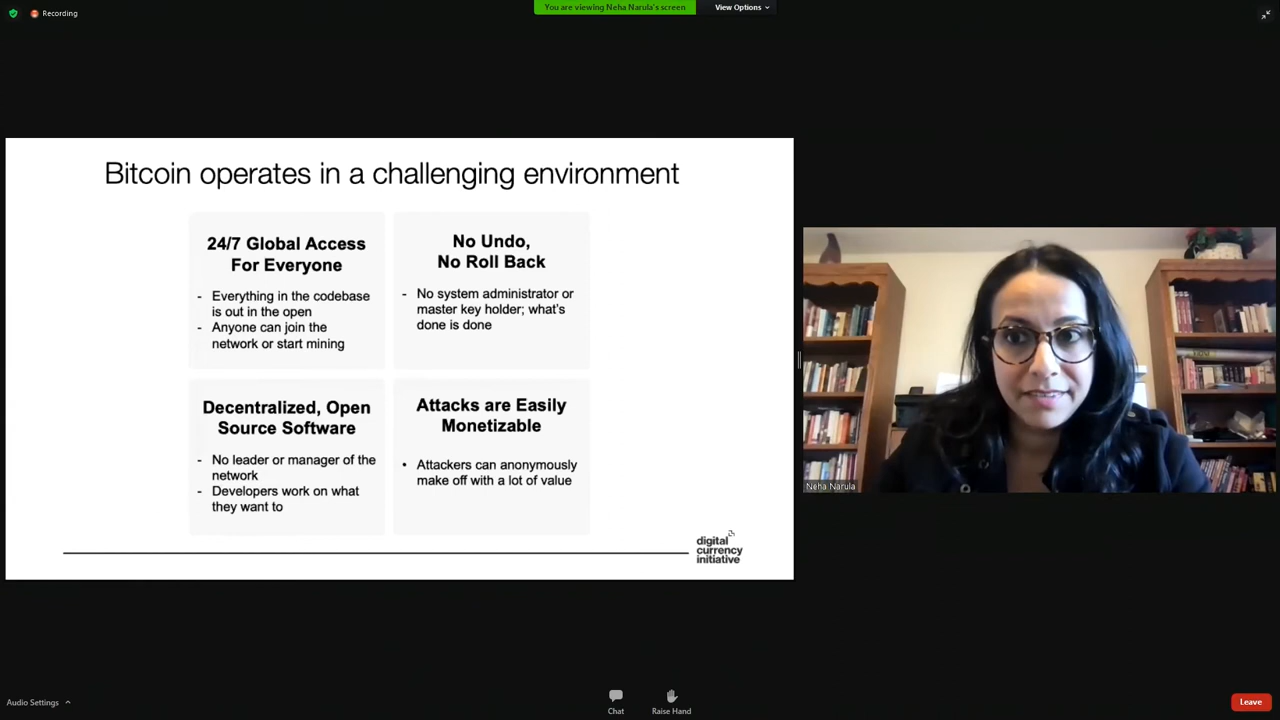 Recording
You are viewing Neha Narula's screen
View Options
Bitcoin operates in a challenging environment
24/7 Global Access
For Everyone
- Everything in the codebase
is out in the open
- Anyone can join the
network or start mining
No Undo,
No Roll Back
- No system administrator or
master key holder; what's
done is done
Decentralized, Open
Source Software
- No leader or manager of the
network
- Developers work on what
they want to
Attacks are Easily
Monetizable
• Attackers can anonymously
make off with a lot of value
digital
currency
initiative
Neha Narula
Audio Settings
Chat
Raise Hand
Leave